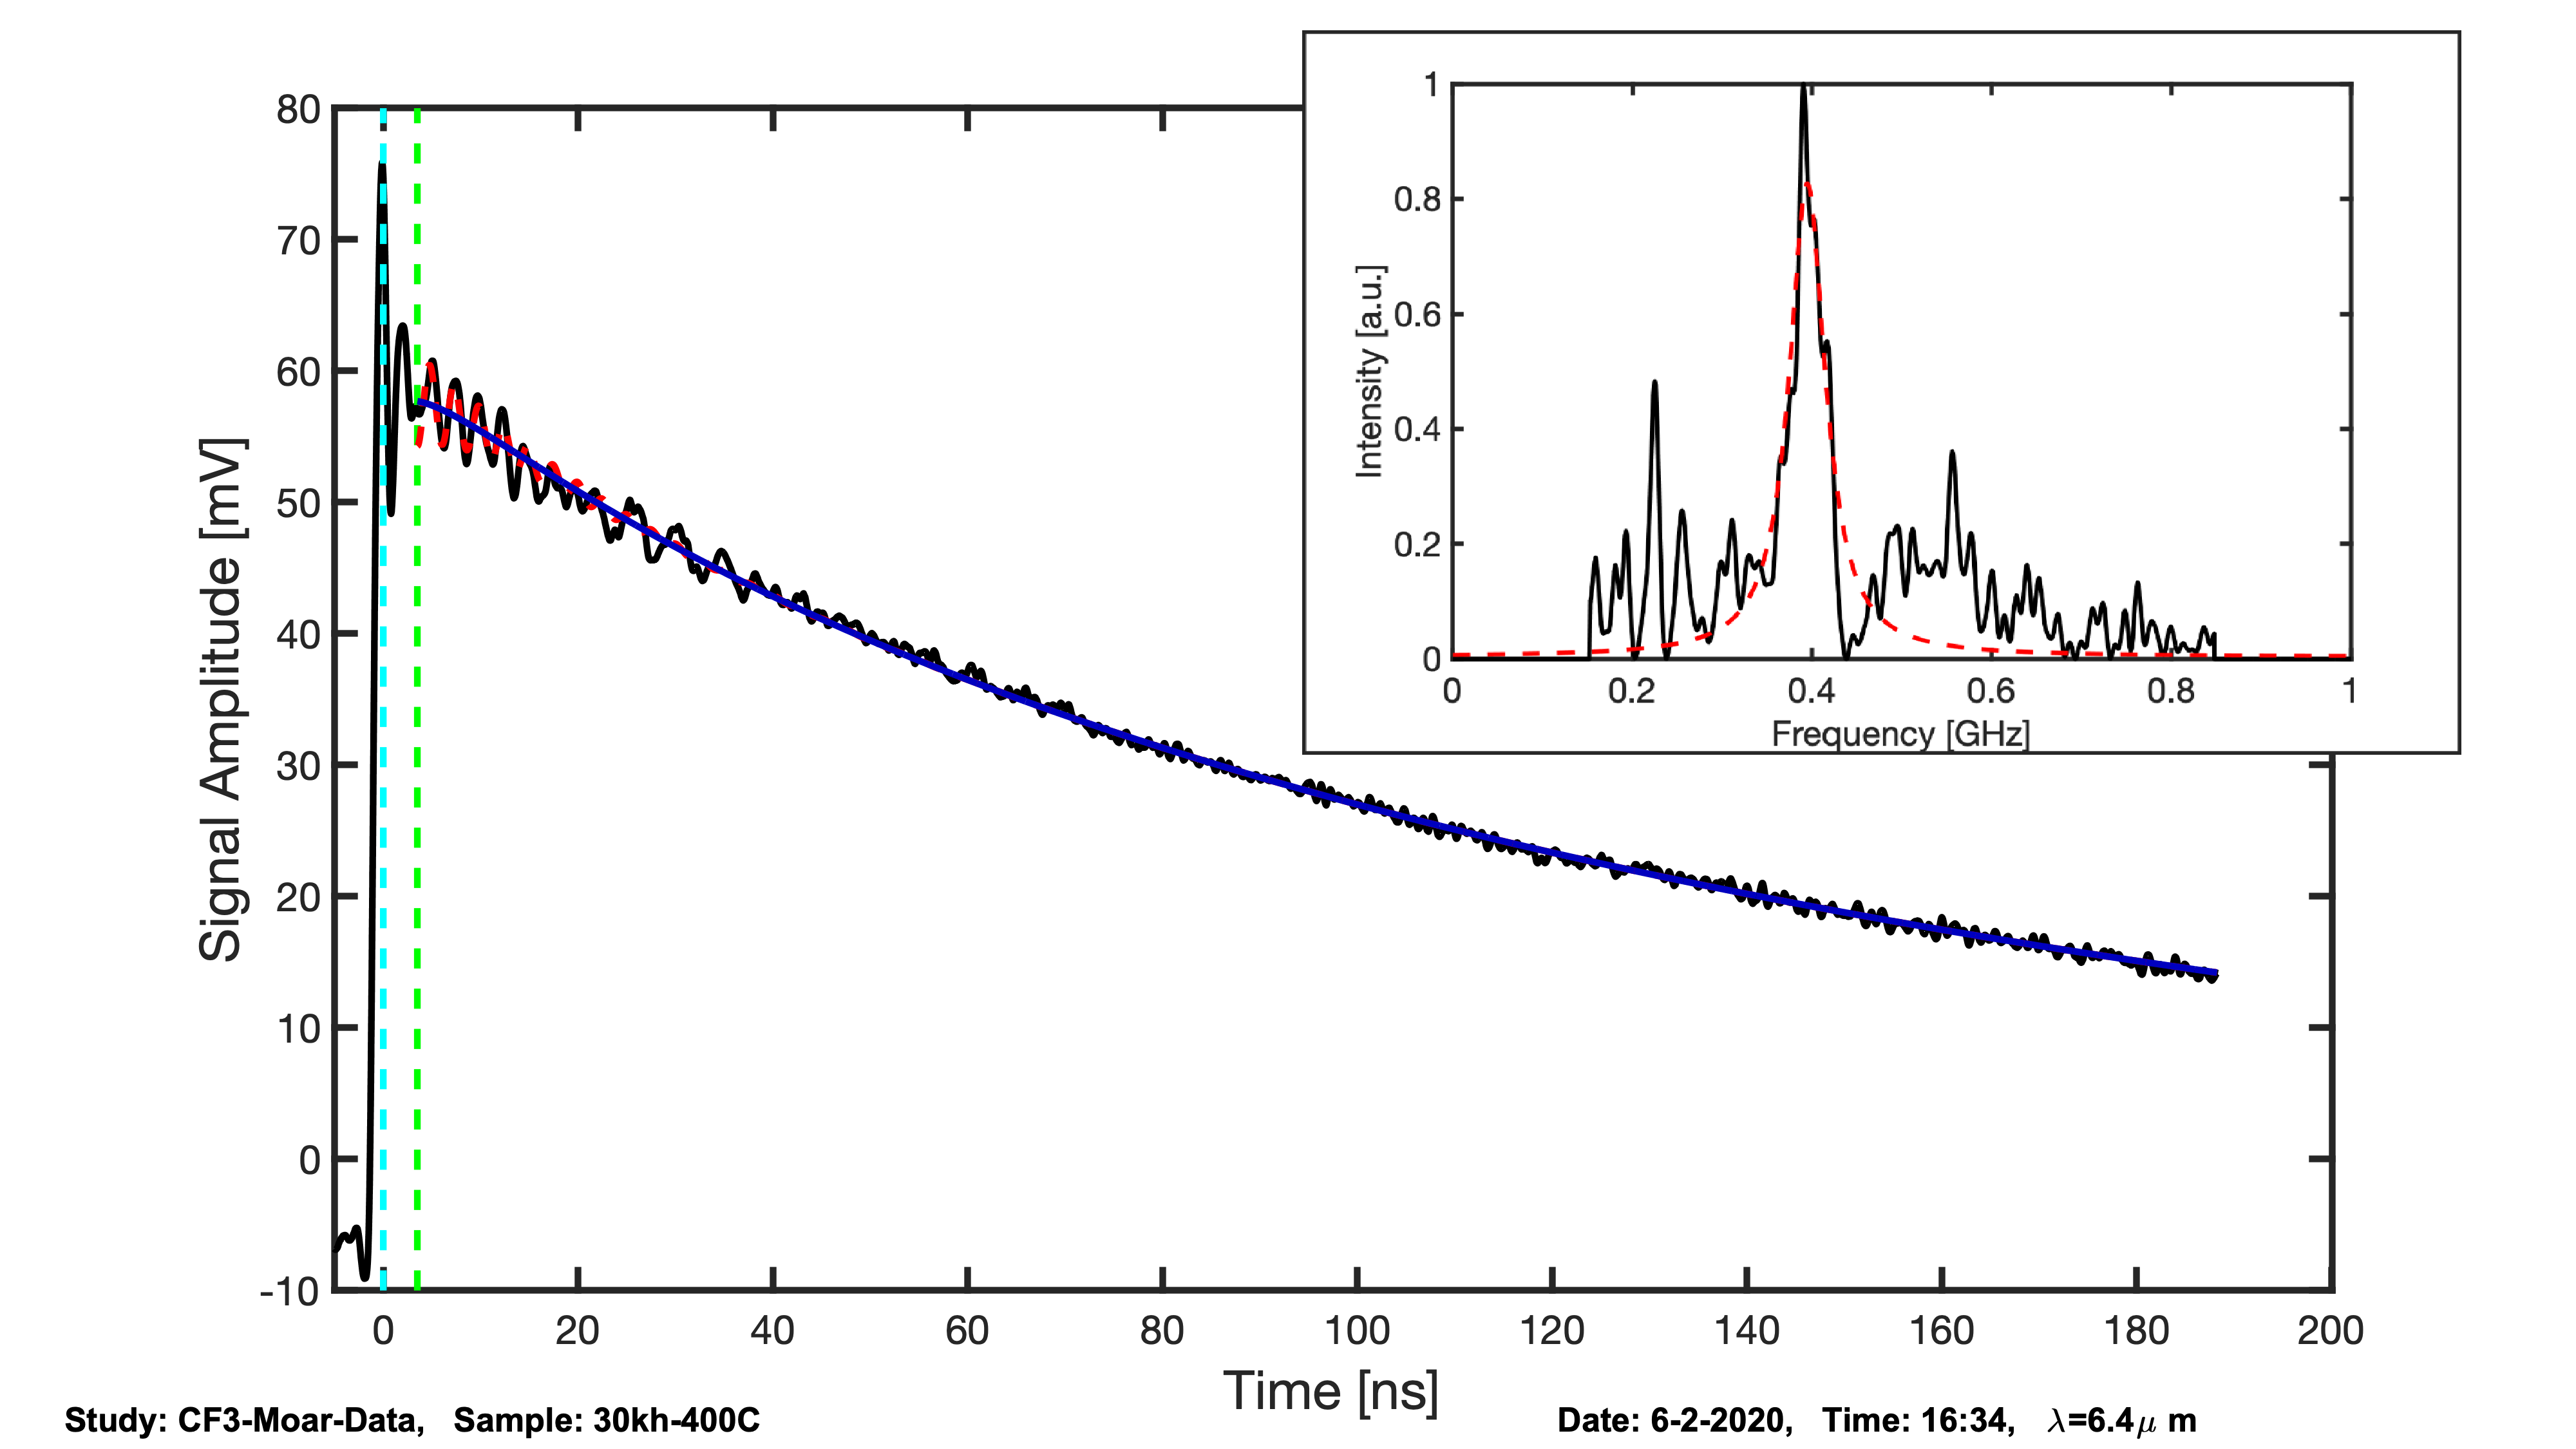 1
0.8
0.6
0.4
0.2
0
Intensity [a.u.]
0 0.2 0.4 0.6 0.8 1
Frequency [GHz]
80
70
60
50
40
30
20
10
0
-10
Signal Amplitude [mV]
0 20 40 60 80 100 120 140 160 180 200
Time [ns]
Study: CF3-Moar-Data, Sample: 30kh-400C
Date: 6-2-2020, Time: 16:34, λ=6.4μ m